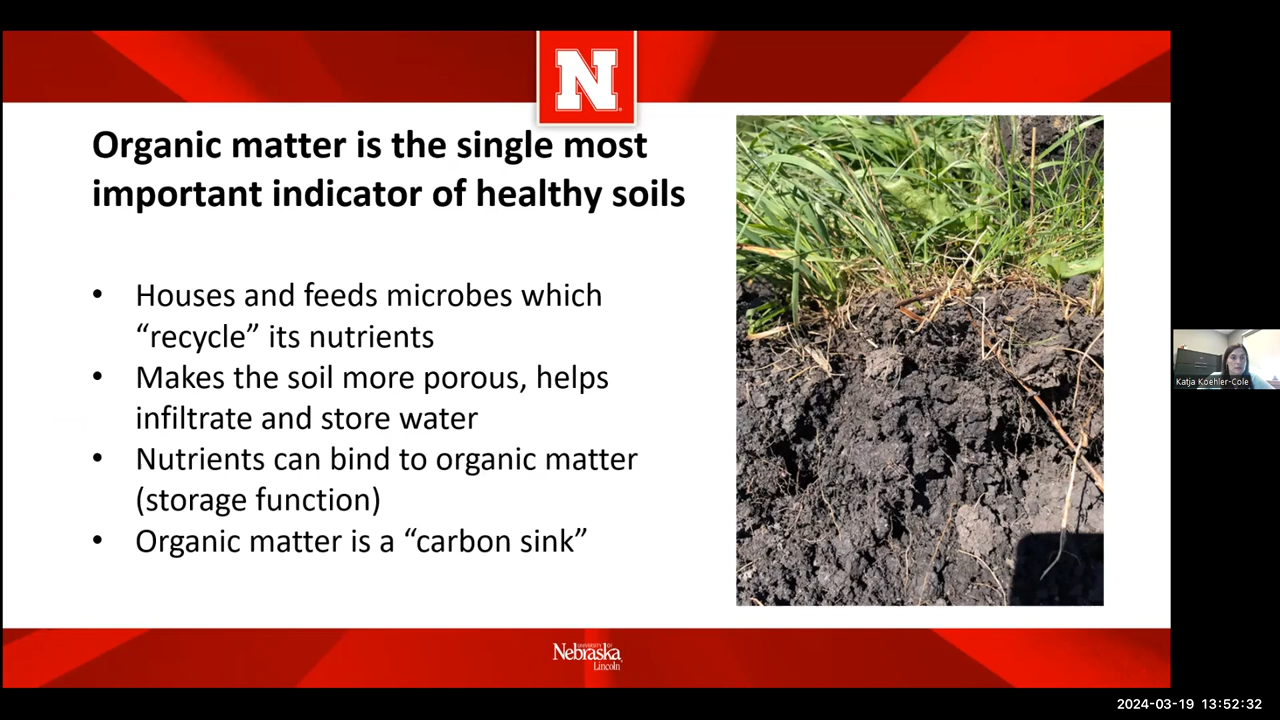 N
Organic matter is the single most
important indicator of healthy soils
• Houses and feeds microbes which
“recycle” its nutrients
• Makes the soil more porous, helps
infiltrate and store water
• Nutrients can bind to organic matter
(storage function)
• Organic matter is a “carbon sink”
Katja Koehler-Cole
UNIVERSITY OF
Nebraska
Lincoln
2024-03-19 13:52:32